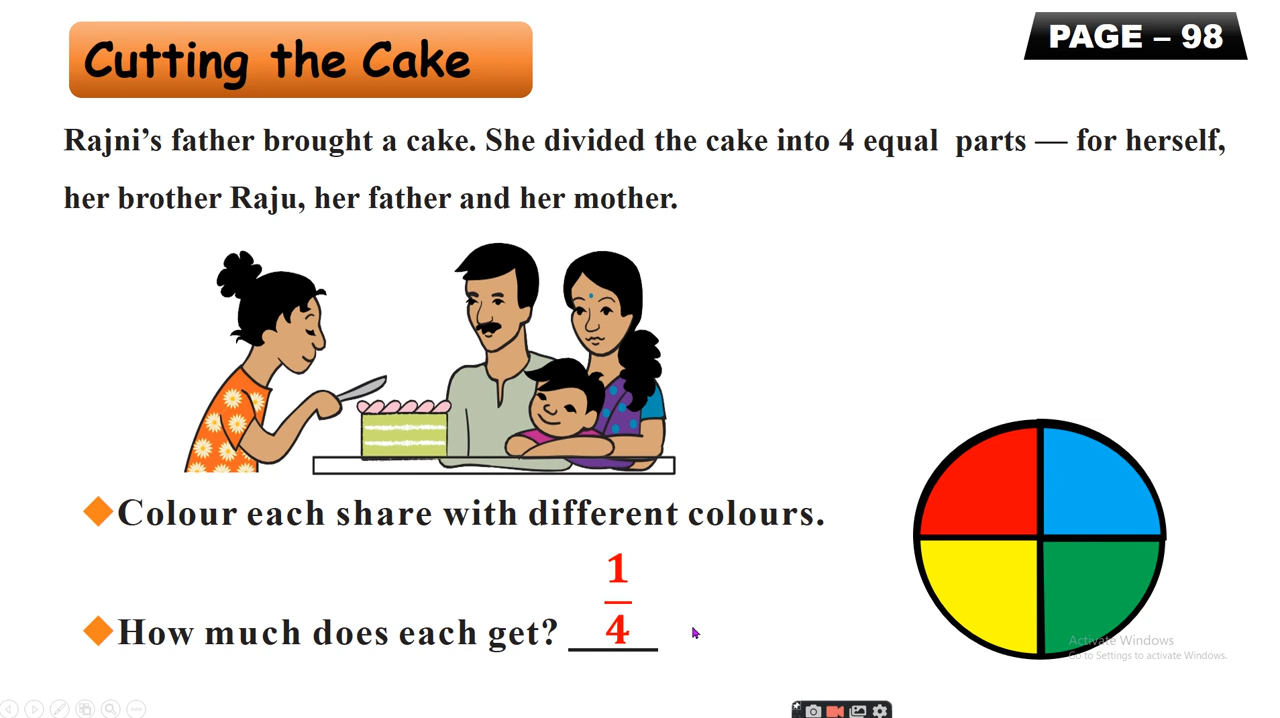 Cutting the Cake
PAGE – 98
Rajni's father brought a cake. She divided the cake into 4 equal parts — for herself,
her brother Raju, her father and her mother.
Colour each share with different colours.
1
How much does each get? 4
Activate Windows
Go to Settings to activate Windows.